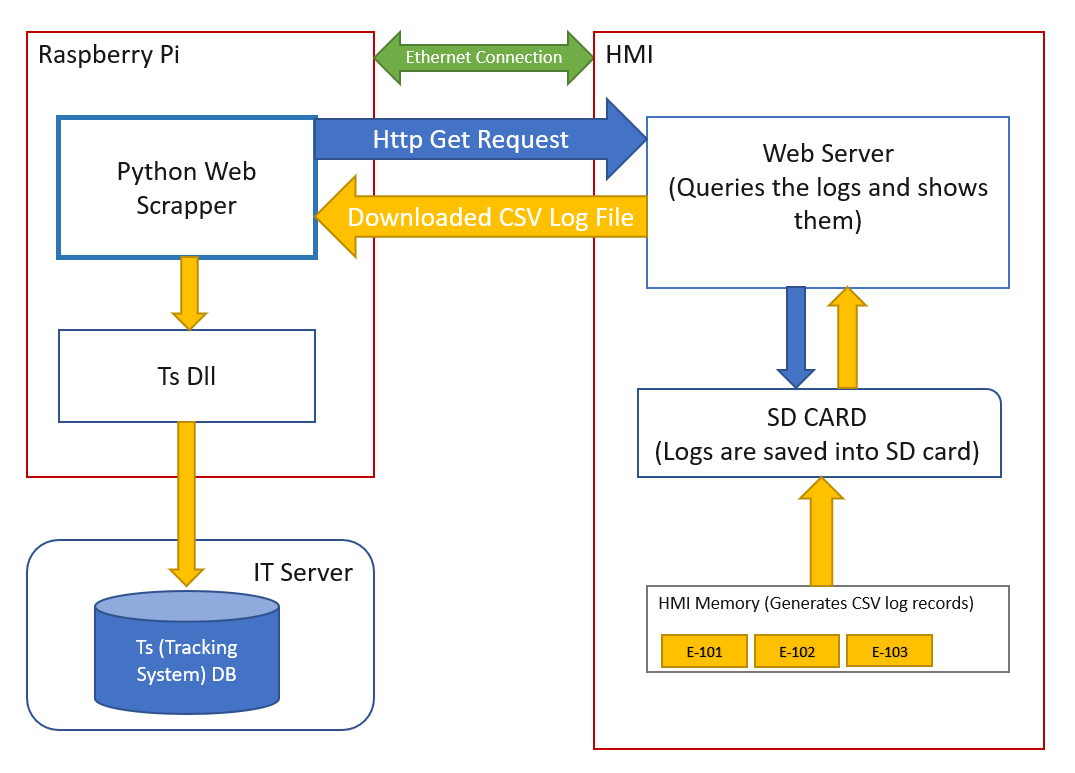 Raspberry Pi
Ethernet Connection
HMI
Http Get Request
Python Web
Scrapper
Web Server
(Queries the logs and shows
them)
Downloaded CSV Log File
Ts Dll
SD CARD
(Logs are saved into SD card)
IT Server
Ts (Tracking
System) DB
HMI Memory (Generates CSV log records)
E-101
E-102
E-103